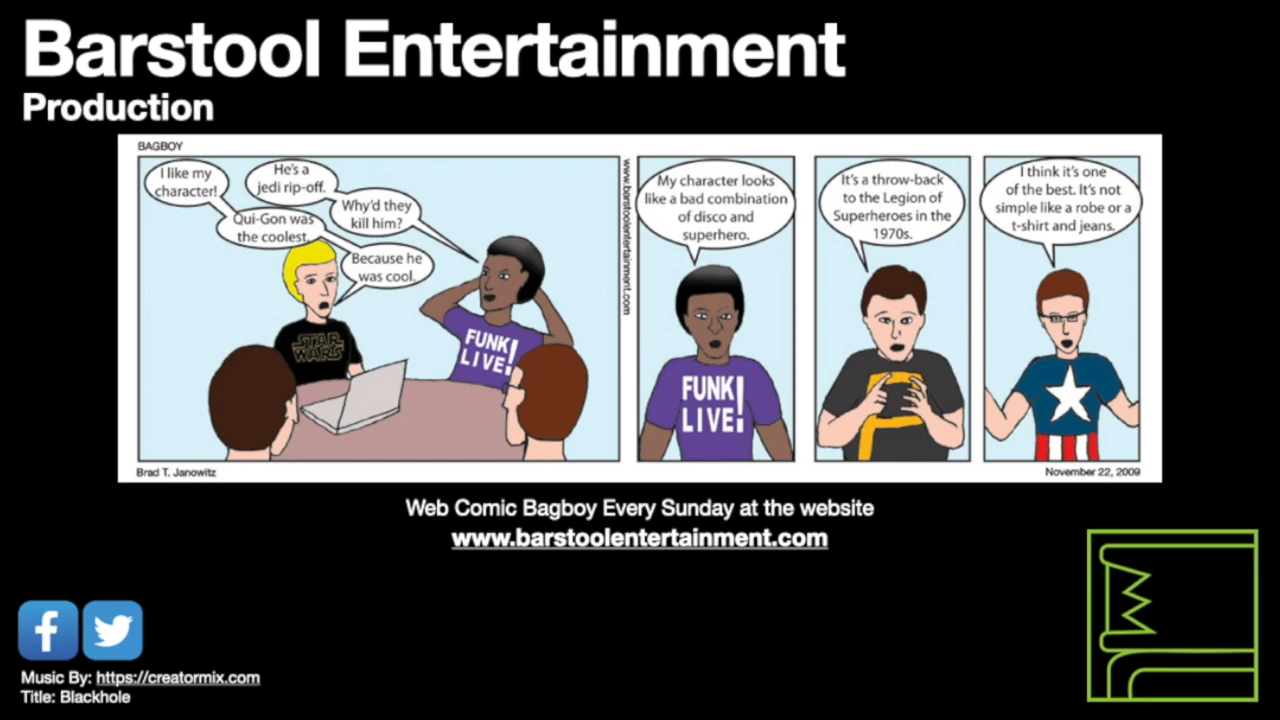 Barstool Entertainment
Production
BAGBOY
I like my
character!
He's a
jedi rip-off.
Qui-Gon was
the coolest.
Why'd they
kill him?
Because he
was cool.
STAR
WARS
FUNK
LIVE!
www.barstoolentertainment.com
My character looks
like a bad combination
of disco and
superhero.
FUNK
LIVE!
It's a throw-back
to the Legion of
Superheroes in the
1970s.
I think it's one
of the best. It's not
simple like a robe or a
t-shirt and jeans.
Brad T. Janowitz
November 22, 2009
Web Comic Bagboy Every Sunday at the website
www.barstoolentertainment.com
Music By: https://creatormix.com
Title: Blackhole